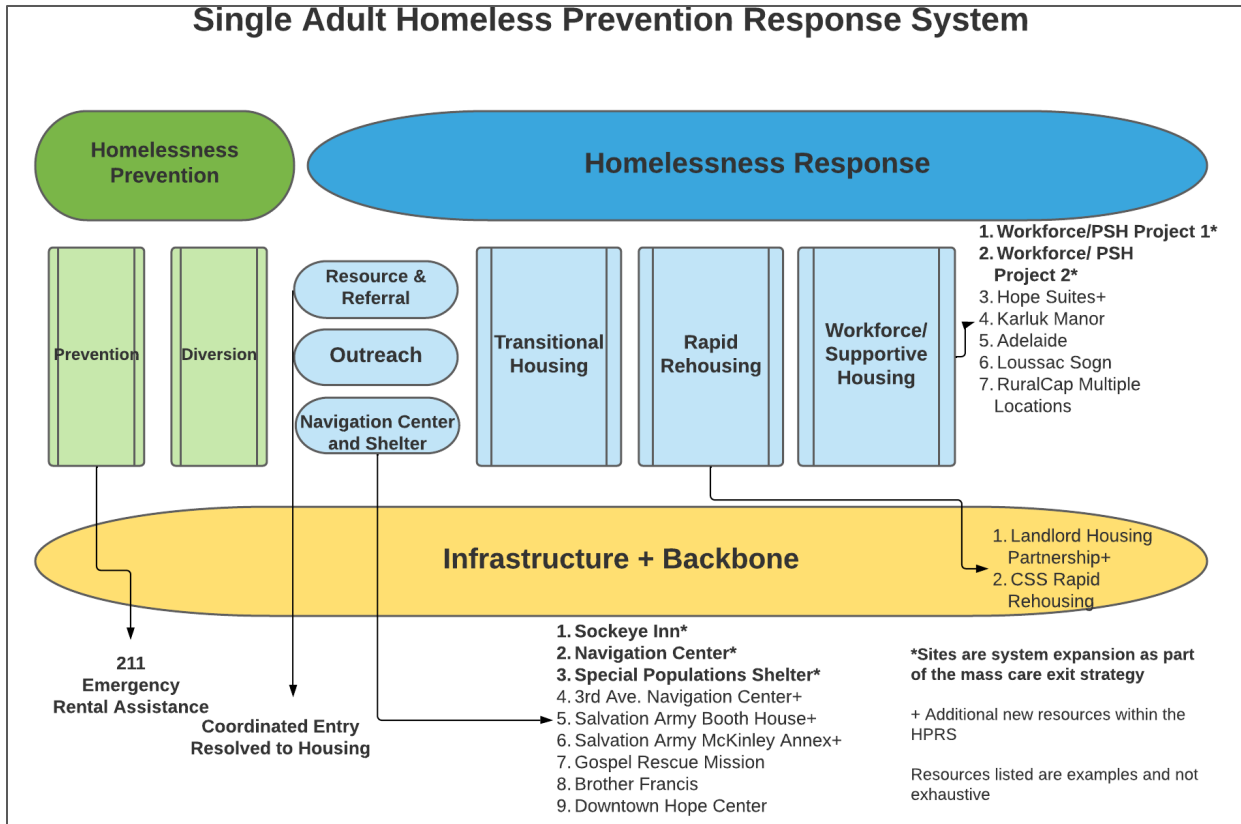 Single Adult Homeless Prevention Response System
Homelessness
Prevention
Homelessness Response
Prevention
Diversion
Resource &
Referral
Outreach
Navigation Center
and Shelter
Transitional
Housing
Rapid
Rehousing
Workforce/
Supportive
Housing
1. Workforce/PSH Project 1*
2. Workforce/ PSH
Project 2*
3. Hope Suites+
4. Karluk Manor
5. Adelaide
6. Loussac Sogn
7. RuralCap Multiple
Locations
Infrastructure + Backbone
1. Landlord Housing
Partnership+
2. CSS Rapid
Rehousing
211
Emergency
Rental Assistance
Coordinated Entry
Resolved to Housing
1. Sockeye Inn*
2. Navigation Center*
3. Special Populations Shelter*
4. 3rd Ave. Navigation Center+
5. Salvation Army Booth House+
6. Salvation Army McKinley Annex+
7. Gospel Rescue Mission
8. Brother Francis
9. Downtown Hope Center
*Sites are system expansion as part
of the mass care exit strategy
+ Additional new resources within the
HPRS
Resources listed are examples and not
exhaustive